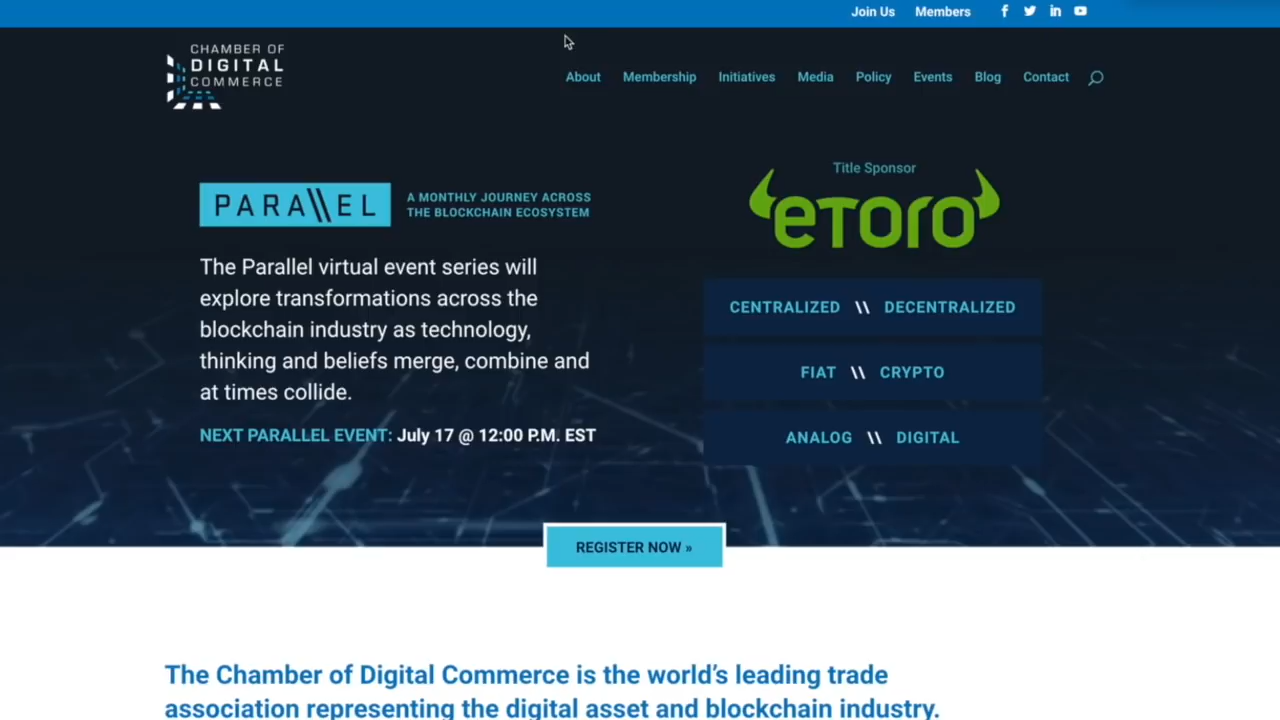 Join Us Members
CHAMBER OF
DIGITAL
COMMERCE
About Membership Initiatives Media Policy Events Blog Contact
PARALLEL
A MONTHLY JOURNEY ACROSS
THE BLOCKCHAIN ECOSYSTEM
The Parallel virtual event series will
explore transformations across the
blockchain industry as technology,
thinking and beliefs merge, combine and
at times collide.
NEXT PARALLEL EVENT: July 17 @ 12:00 P.M. EST
Title Sponsor
eToro
CENTRALIZED \\ DECENTRALIZED
FIAT \\ CRYPTO
ANALOG \\ DIGITAL
REGISTER NOW »
The Chamber of Digital Commerce is the world’s leading trade
association representing the digital asset and blockchain industry.